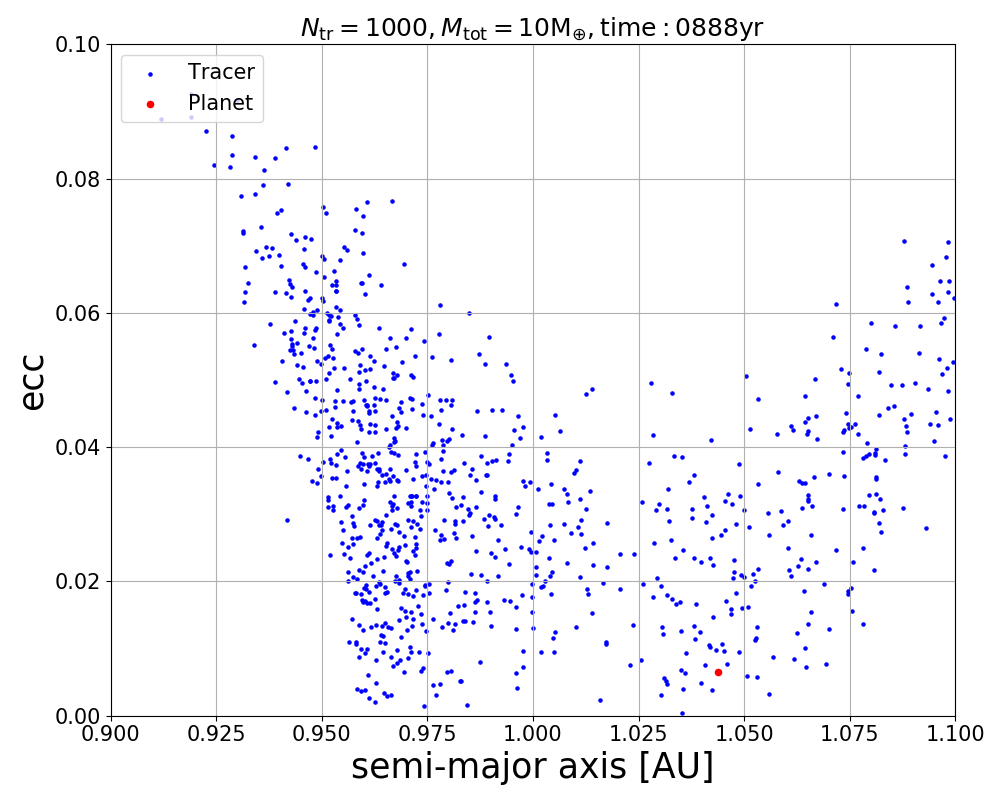 N_tr = 1000, M_tot = 10M_⊕, time : 0888yr
Tracer
Planet
ecc
0.10
0.08
0.06
0.04
0.02
0.00
0.900 0.925 0.950 0.975 1.000 1.025 1.050 1.075 1.100
semi-major axis [AU]